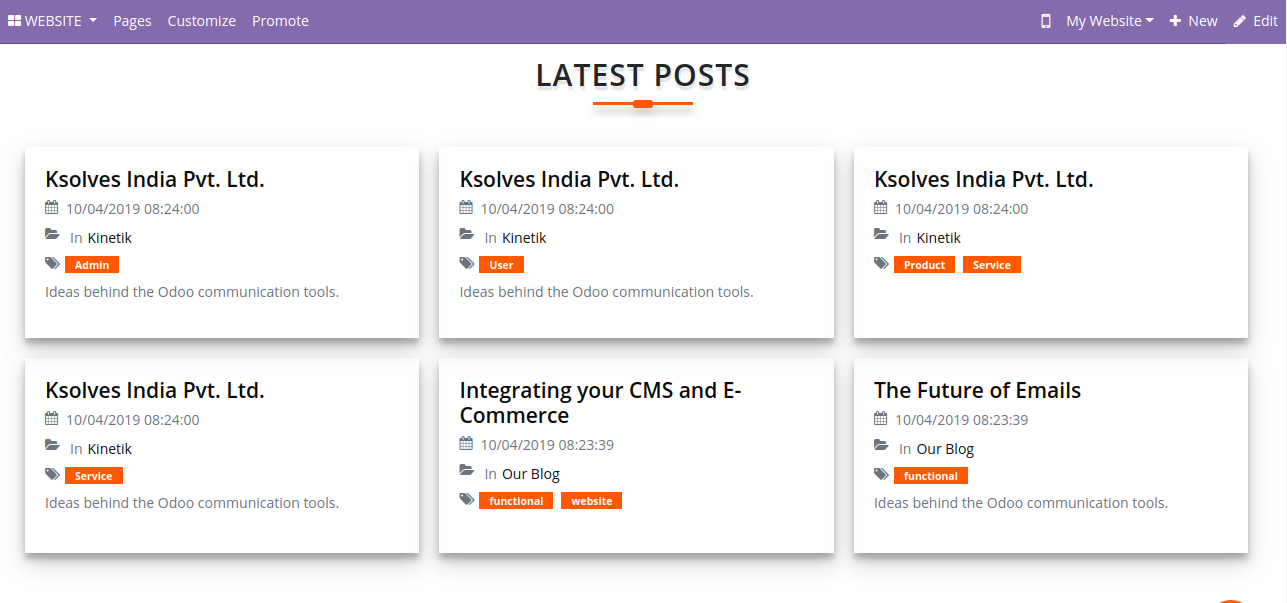 WEBSITE Pages Customize Promote My Website New Edit
LATEST POSTS
Ksolves India Pvt. Ltd.
10/04/2019 08:24:00
In Kinetik
Admin
Ideas behind the Odoo communication tools.
Ksolves India Pvt. Ltd.
10/04/2019 08:24:00
In Kinetik
User
Ideas behind the Odoo communication tools.
Ksolves India Pvt. Ltd.
10/04/2019 08:24:00
In Kinetik
Product Service
Ksolves India Pvt. Ltd.
10/04/2019 08:24:00
In Kinetik
Service
Ideas behind the Odoo communication tools.
Integrating your CMS and E-
Commerce
10/04/2019 08:23:39
In Our Blog
functional website
The Future of Emails
10/04/2019 08:23:39
In Our Blog
functional
Ideas behind the Odoo communication tools.